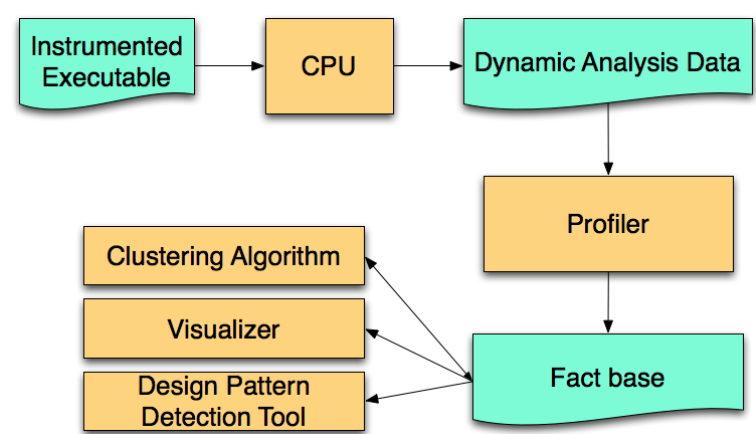 Instrumented
Executable
CPU
Dynamic Analysis Data
Profiler
Clustering Algorithm
Visualizer
Design Pattern
Detection Tool
Fact base